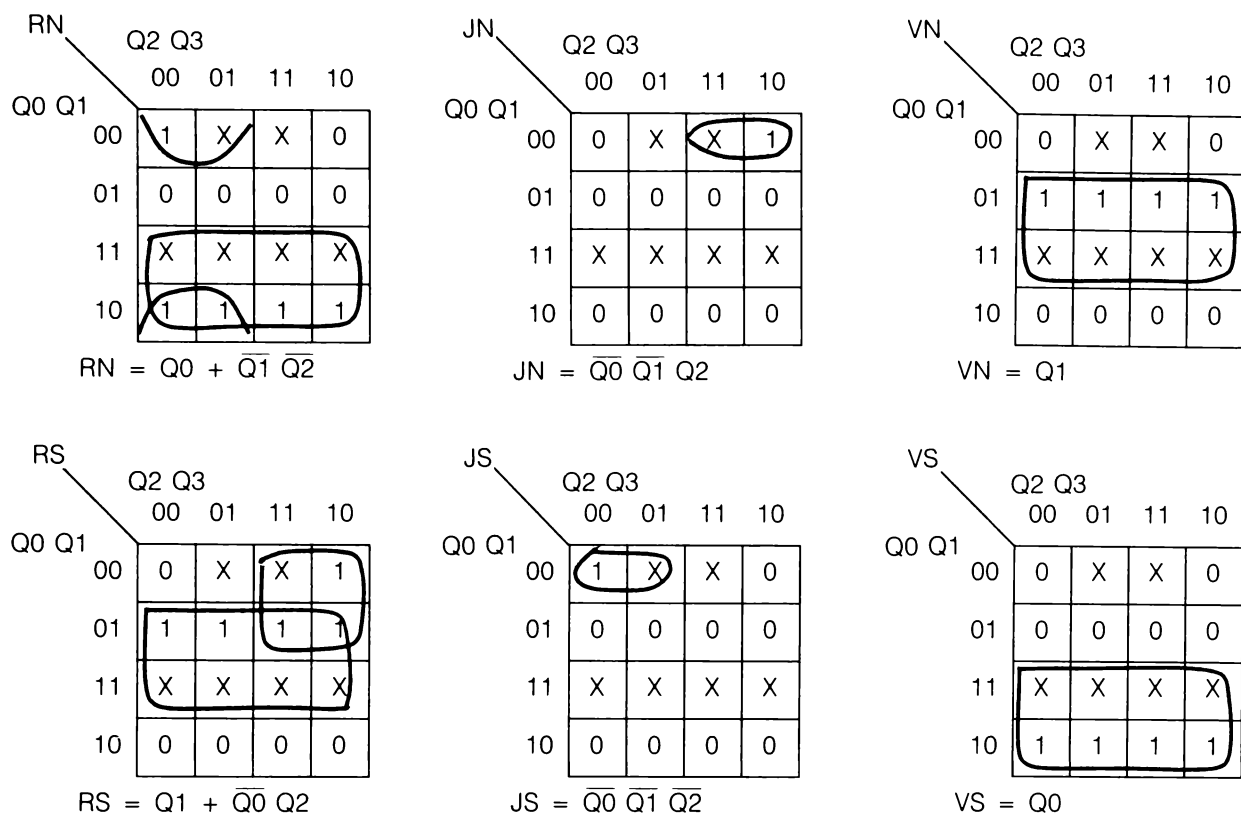 RN
Q2 Q3
00 01 11 10
Q0 Q1
00 1 X X 0
01 0 0 0 0
11 X X X X
10 1 1 1 1
RN = Q0 + Q̅1̅ Q̅2̅
JN
Q2 Q3
00 01 11 10
Q0 Q1
00 0 X X 1
01 0 0 0 0
11 X X X X
10 0 0 0 0
JN = Q̅0̅ Q̅1̅ Q2
VN
Q2 Q3
00 01 11 10
Q0 Q1
00 0 X X 0
01 1 1 1 1
11 X X X X
10 0 0 0 0
VN = Q1
RS
Q2 Q3
00 01 11 10
Q0 Q1
00 0 X X 1
01 1 1 1 1
11 X X X X
10 0 0 0 0
RS = Q1 + Q̅0̅ Q2
JS
Q2 Q3
00 01 11 10
Q0 Q1
00 1 X X 0
01 0 0 0 0
11 X X X X
10 0 0 0 0
JS = Q̅0̅ Q̅1̅ Q̅2̅
VS
Q2 Q3
00 01 11 10
Q0 Q1
00 0 X X 0
01 0 0 0 0
11 X X X X
10 1 1 1 1
VS = Q0